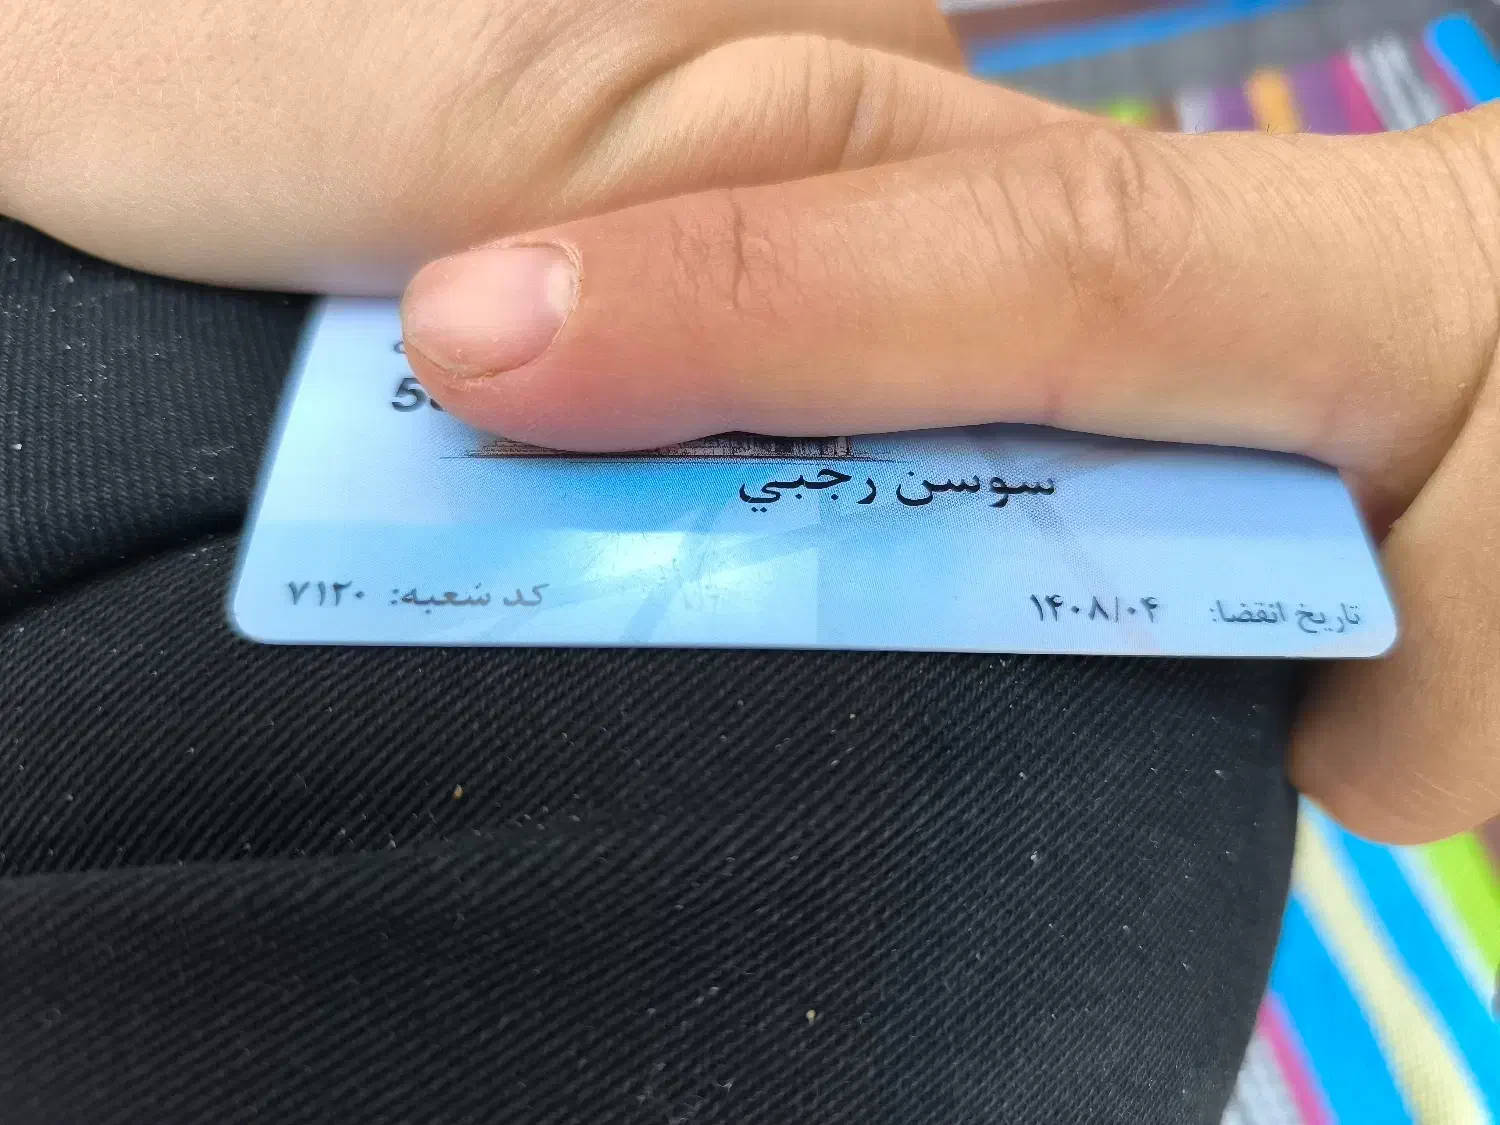 سوسن رجبي
تاریخ انقضا: ۱۴۰۸/۰۴
کد شعبه: ۷۱۲۰